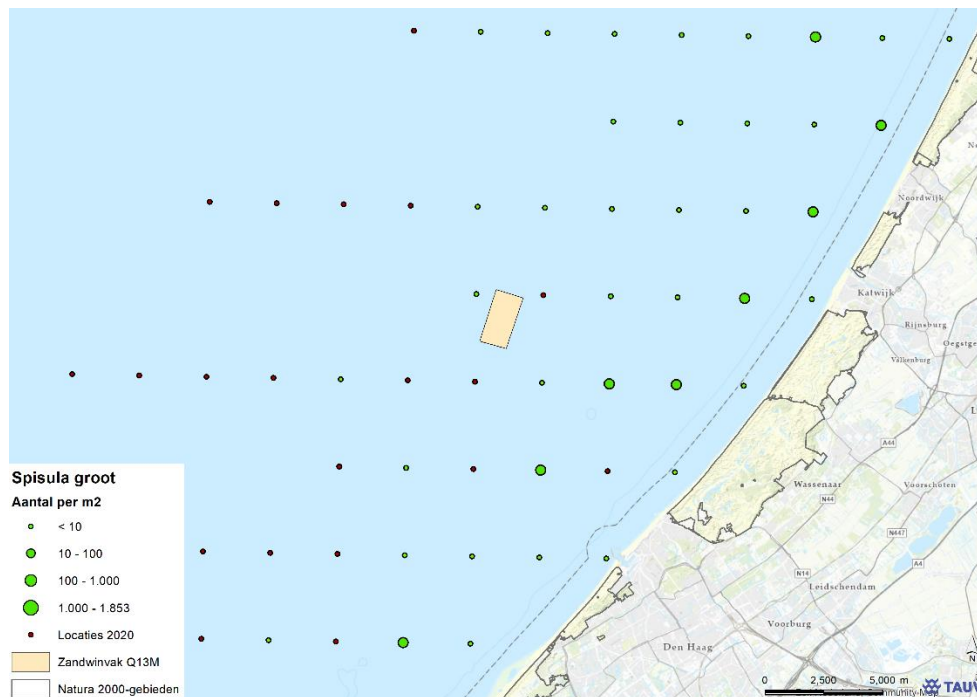 Noordwijk
Katwijk
Rijnsburg
Oegstge
Valkenburg
A44
Wassenaar
N44
Voorschoten
N447
A4
N14
Leidschendam
Voorburg
Den Haag
Spisula groot
Aantal per m2
< 10
10 - 100
100 - 1.000
1.000 - 1.853
Locaties 2020
Zandwinvak Q13M
Natura 2000-gebieden
0 2,500 5,000 m
TAUW